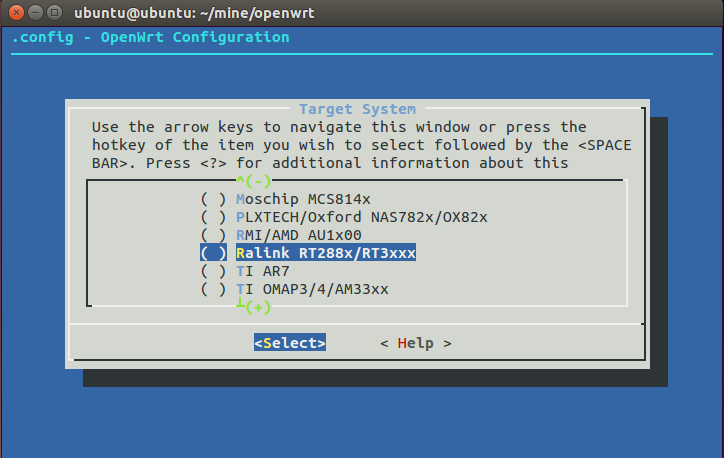 ubuntu@ubuntu: ~/mine/openwrt
.config - OpenWrt Configuration
Target System
Use the arrow keys to navigate this window or press the
hotkey of the item you wish to select followed by the <SPACE
BAR>. Press <?> for additional information about this
^(-)
( ) Moschip MCS814x
( ) PLXTECH/Oxford NAS782x/OX82x
( ) RMI/AMD AU1x00
( ) Ralink RT288x/RT3xxx
( ) TI AR7
( ) TI OMAP3/4/AM33xx
┴(+)
<Select> < Help >